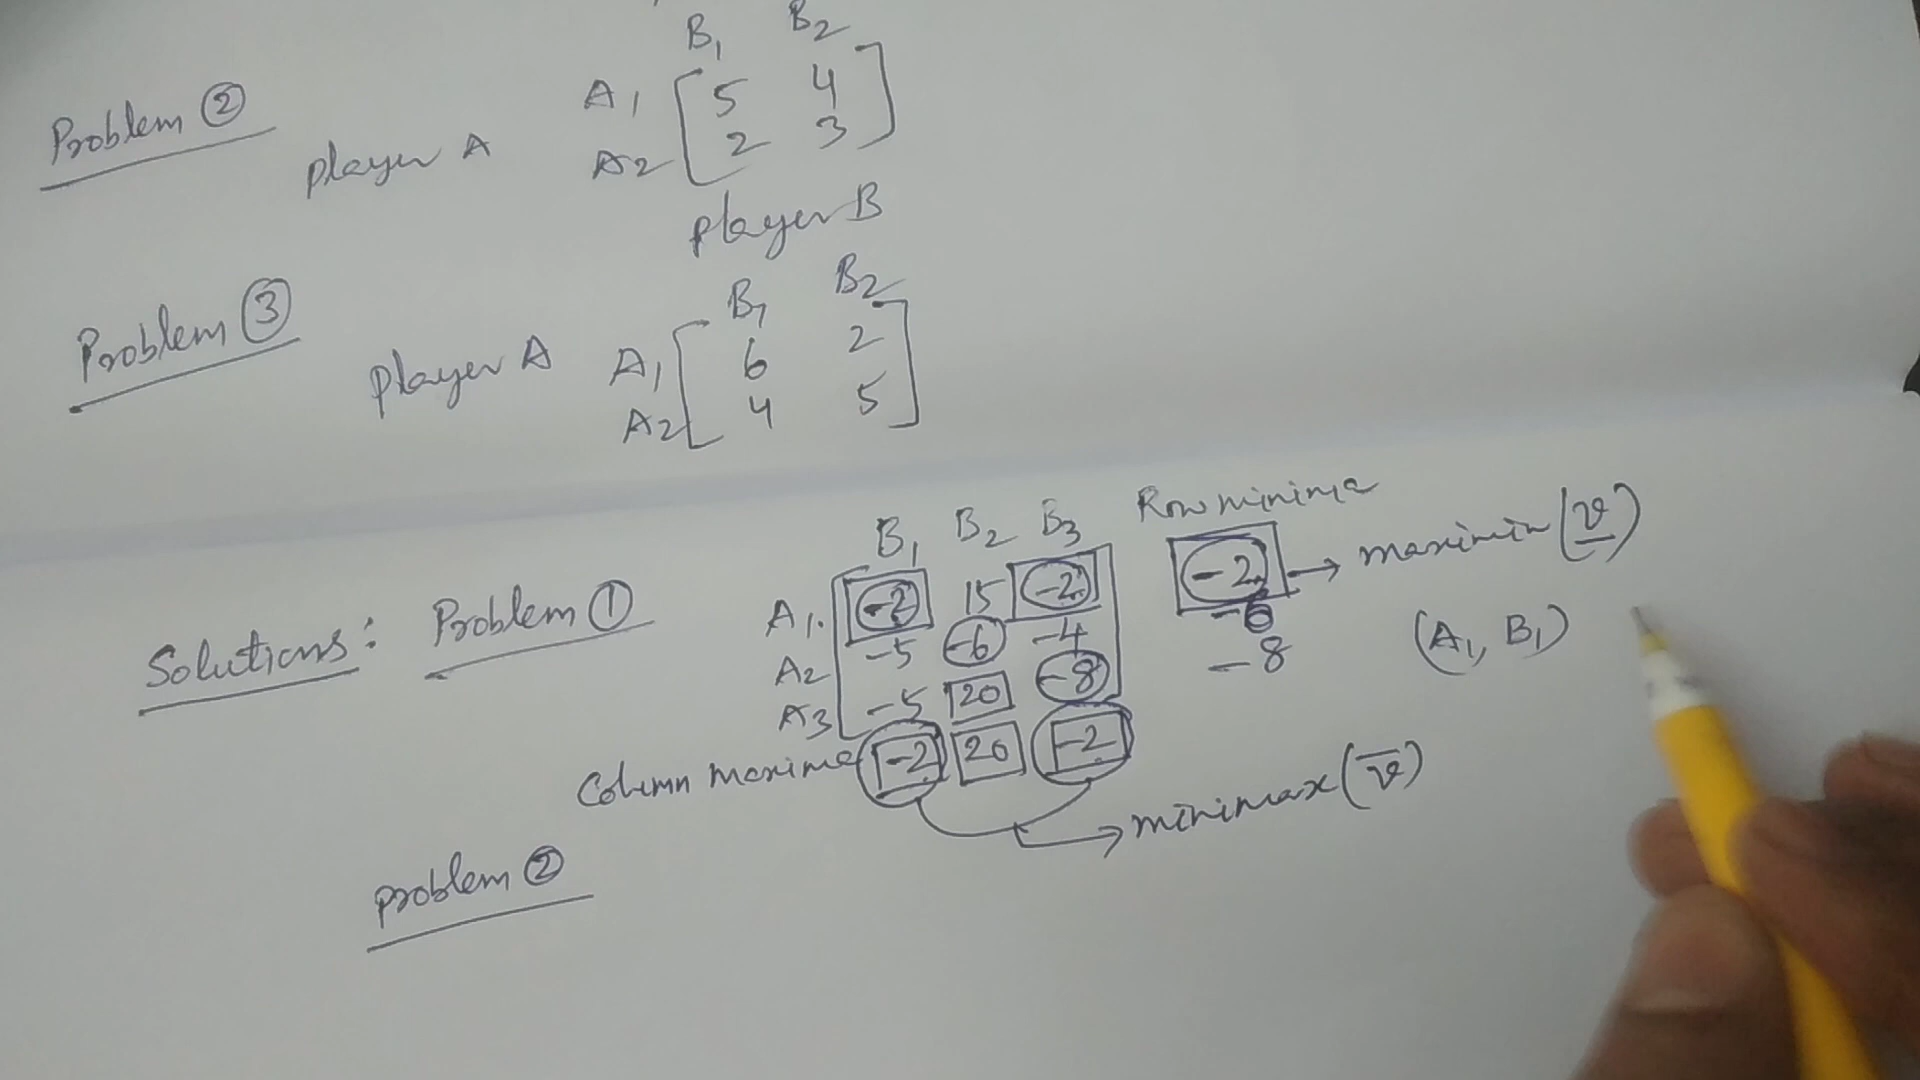 B1 B2
Problem ②
Player A A1 [ 5 4 ]
A2 [ 2 3 ]
Player B
B1 B2
Problem ③
Player A A1 [ 6 2 ]
A2 [ 4 5 ]
B1 B2 B3 Row minima
Solutions: Problem ① A1. [ -2 15 -2 ] -2 → maximin (v̲)
A2 [ -5 -6 -4 ] -6 (A1, B1)
A3 [ -5 20 -8 ] -8
Column maxima -2 20 -2
→ minimax (v̅)
problem ②